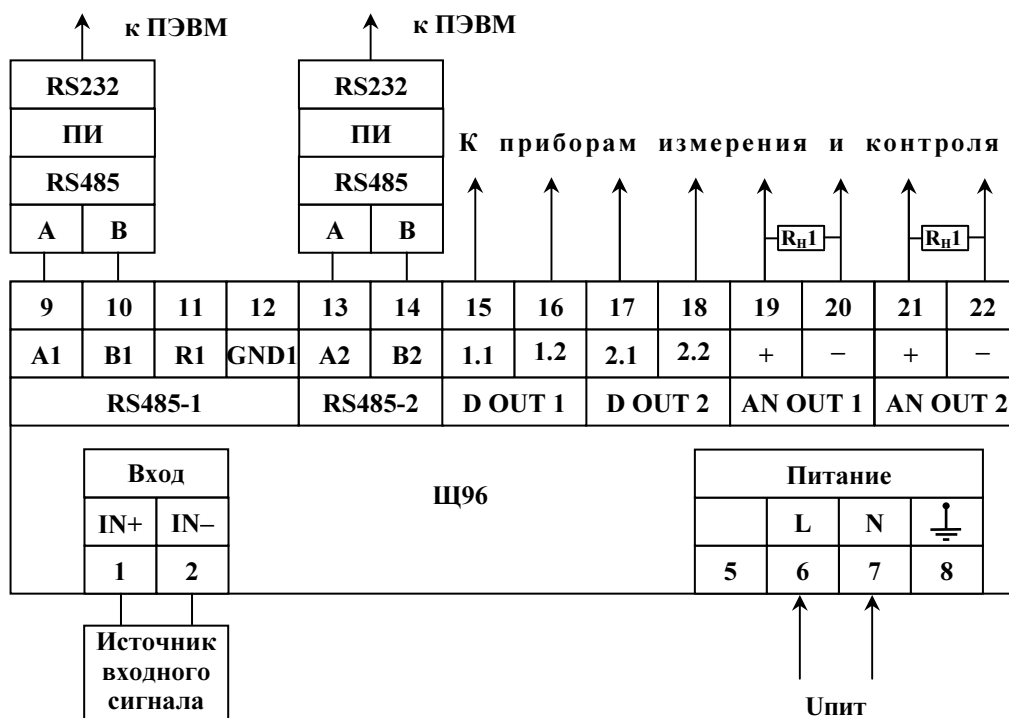 к ПЭВМ к ПЭВМ
RS232 RS232
ПИ ПИ
К приборам измерения и контроля
RS485 RS485
A B A B
RН1 RН1
9 10 11 12 13 14 15 16 17 18 19 20 21 22
A1 B1 R1 GND1 A2 B2 1.1 1.2 2.1 2.2 + − + −
RS485-1 RS485-2 D OUT 1 D OUT 2 AN OUT 1 AN OUT 2
Вход Щ96 Питание
IN+ IN− L N
1 2 5 6 7 8
Источник
входного
сигнала
Uпит